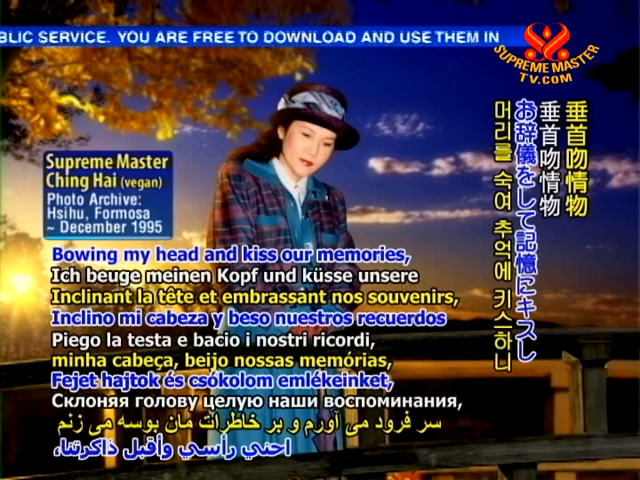 BLIC SERVICE. YOU ARE FREE TO DOWNLOAD AND USE THEM IN
SUPREME MASTER
TV.COM
Supreme Master
Ching Hai (vegan)
Photo Archive:
Hsihu, Formosa
~ December 1995
垂首吻情物
垂首吻情物
お辞儀をして記憶にキスし
머리를 숙여 추억에 키스하니
Bowing my head and kiss our memories,
Ich beuge meinen Kopf und küsse unsere
Inclinant la tête et embrassant nos souvenirs,
Inclino mi cabeza y beso nuestros recuerdos
Piego la testa e bacio i nostri ricordi,
minha cabeça, beijo nossas memórias,
Fejet hajtok és csókolom emlékeinket,
Склоняя голову целую наши воспоминания,
سر فرود می آورم و بر خاطرات مان بوسه می زنم
احني رأسي وأقبل ذاكرتنا،